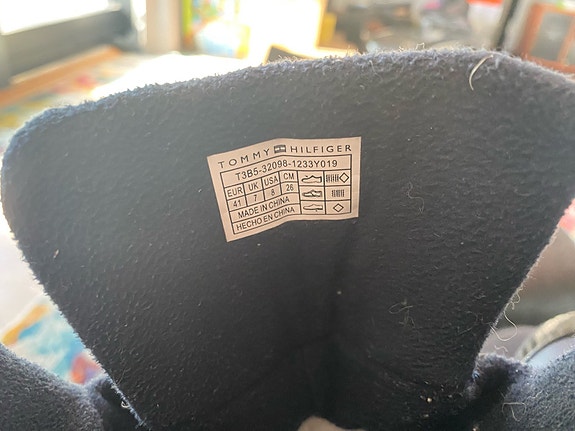 TOMMY HILFIGER
T3B5-32098-1233Y019
EUR UK USA CM
41 7 8 26
MADE IN CHINA
HECHO EN CHINA